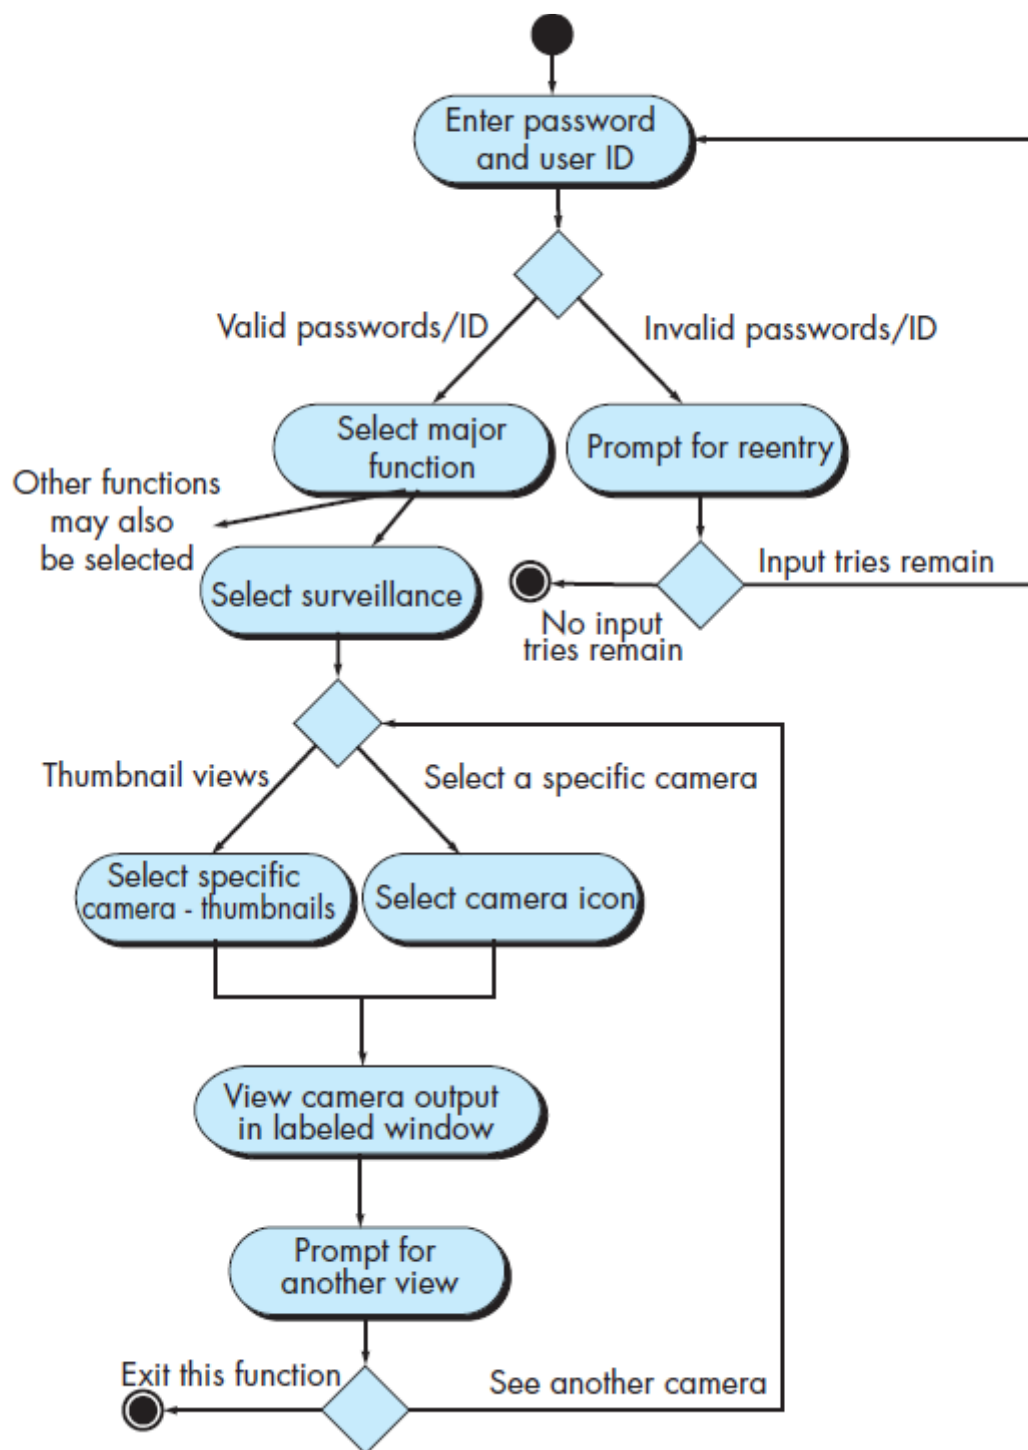 Enter password
and user ID
Valid passwords/ID
Invalid passwords/ID
Select major
function
Prompt for reentry
Other functions
may also
be selected
Input tries remain
Select surveillance
No input
tries remain
Thumbnail views
Select a specific camera
Select specific
camera - thumbnails
Select camera icon
View camera output
in labeled window
Prompt for
another view
Exit this function
See another camera